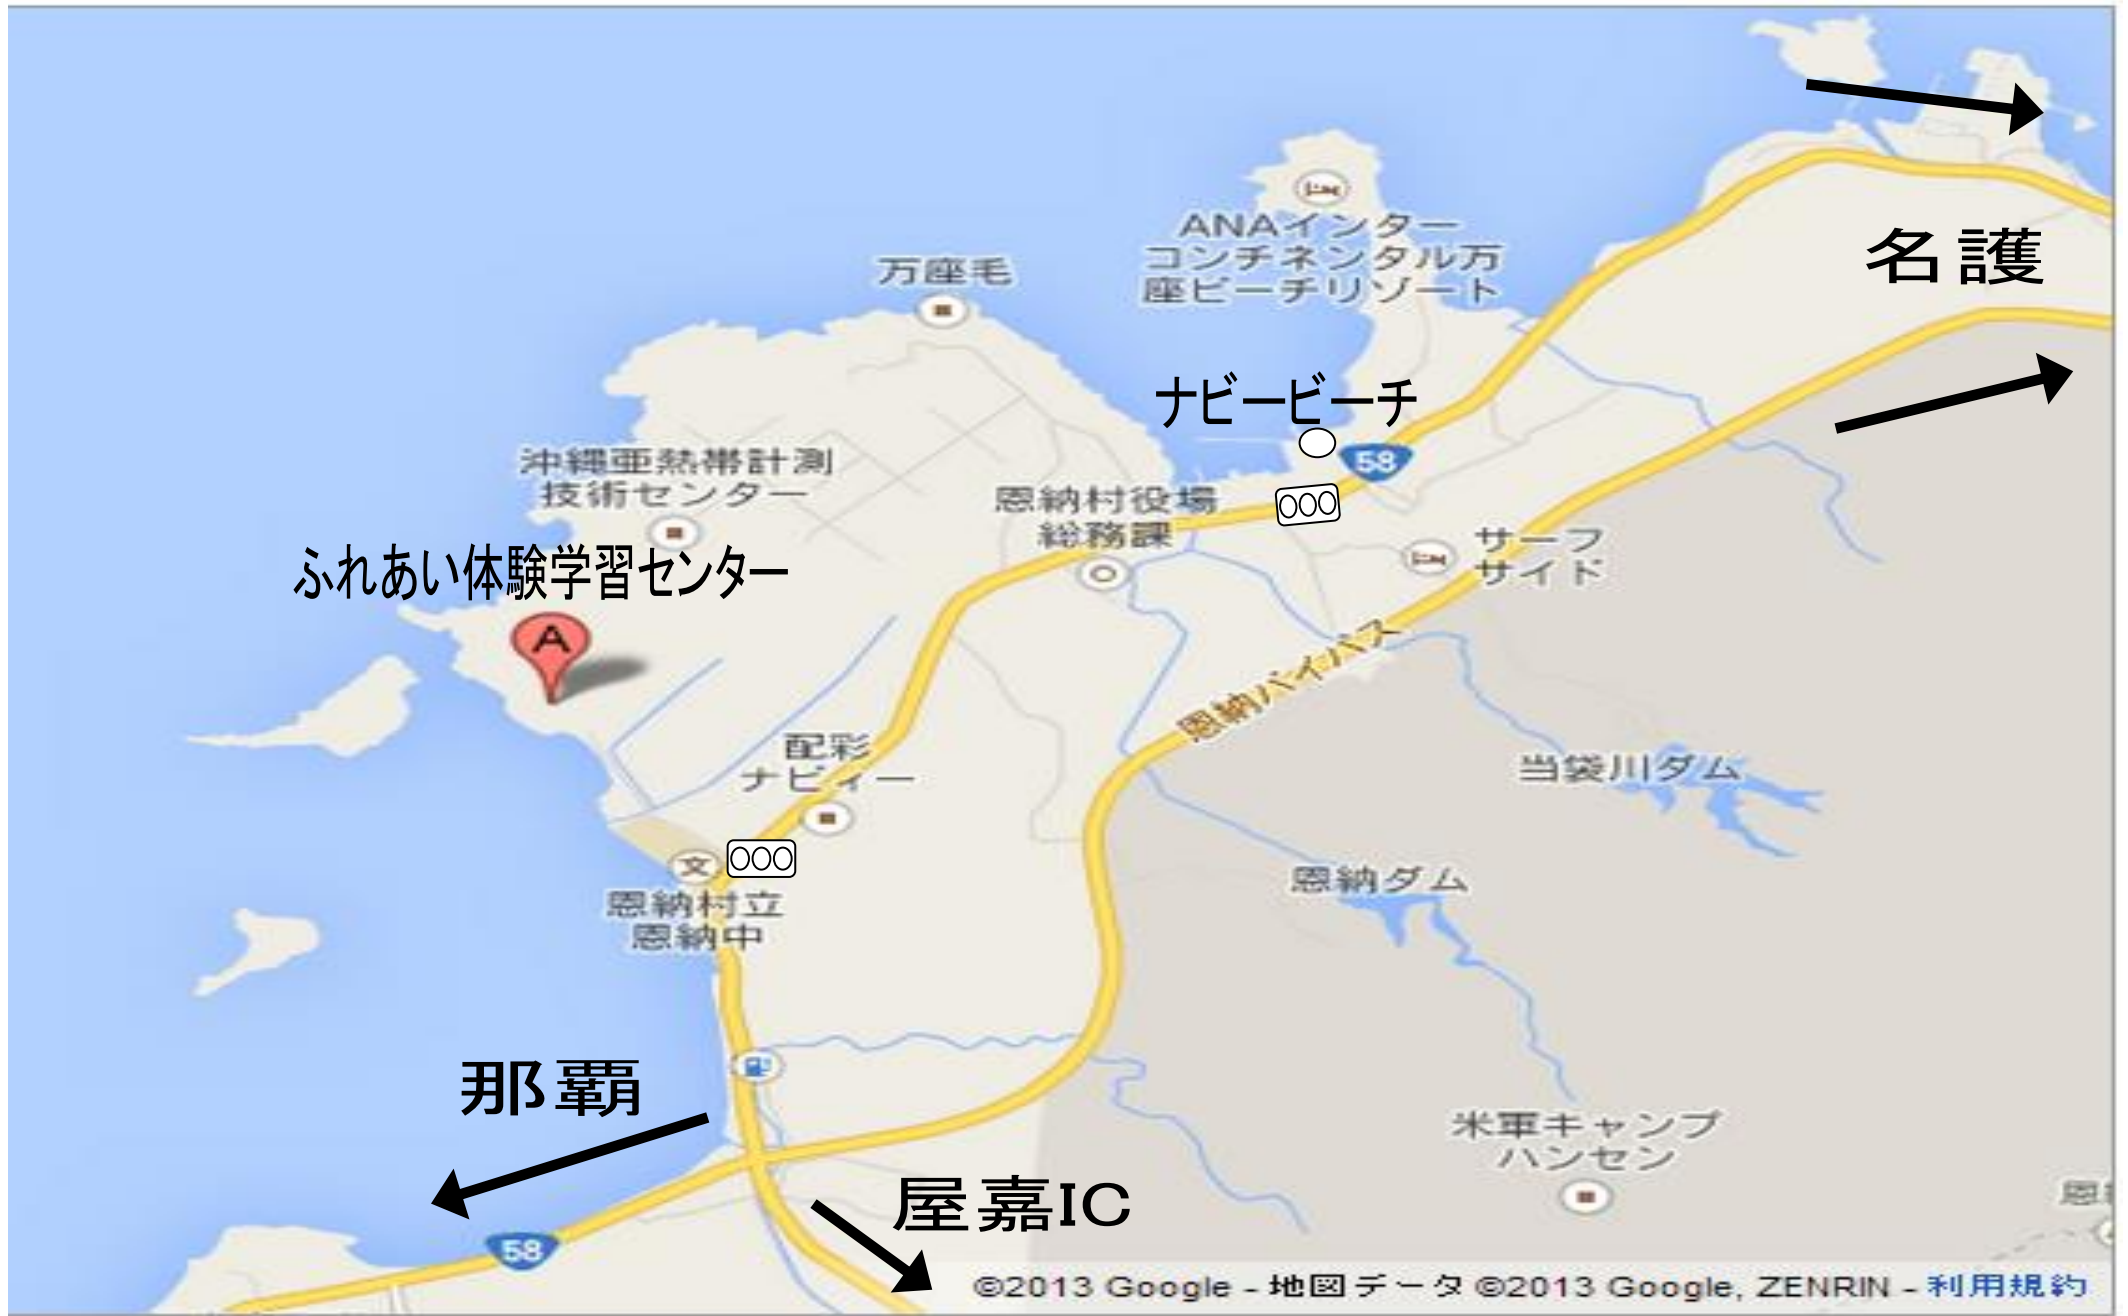 名護
ANAインター
コンチネンタル万
座ビーチリゾート
万座毛
ナビービーチ
58
沖縄亜熱帯計測
技術センター
恩納村役場
総務課
サーフ
サイド
ふれあい体験学習センター
A
恩納バイパス
配彩
ナビィー
当袋川ダム
文
恩納ダム
恩納村立
恩納中
那覇
米軍キャンプ
ハンセン
屋嘉IC
恩
58
©2013 Google - 地図データ ©2013 Google, ZENRIN - 利用規約